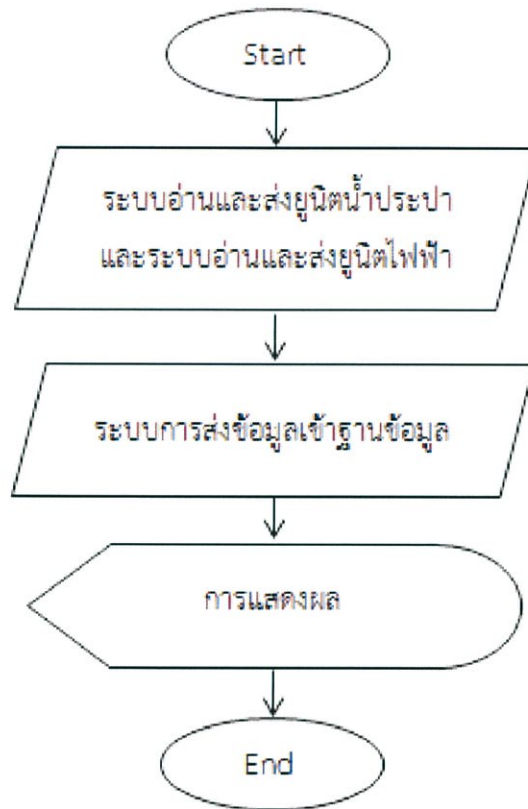 Start
ระบบอ่านและส่งยูนิตน้ำประปา
และระบบอ่านและส่งยูนิตไฟฟ้า
ระบบการส่งข้อมูลเข้าฐานข้อมูล
การแสดงผล
End